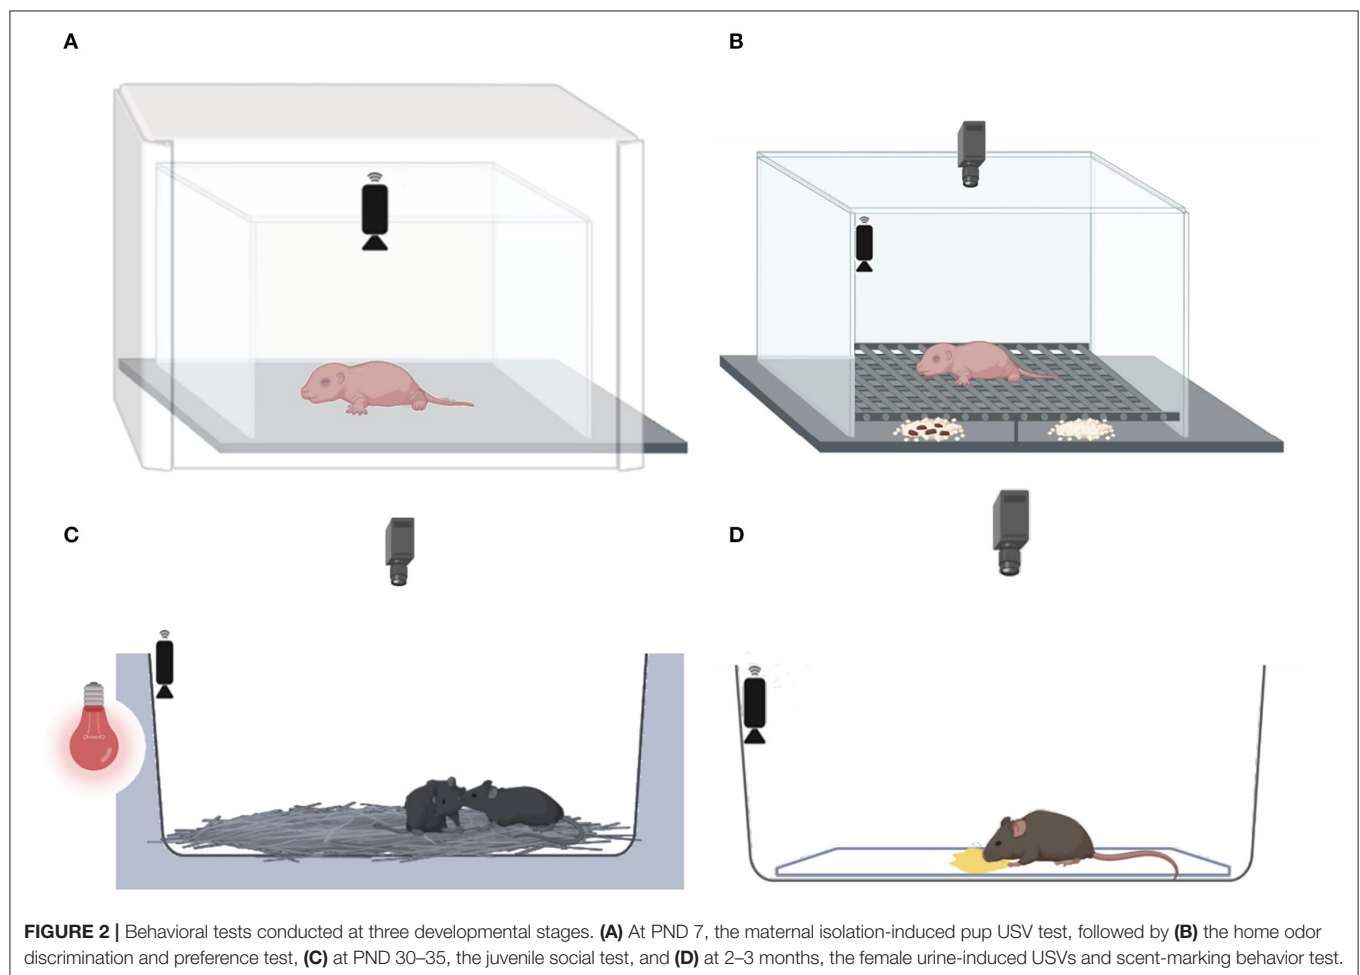 A
B
C
D
FIGURE 2 | Behavioral tests conducted at three developmental stages. (A) At PND 7, the maternal isolation-induced pup USV test, followed by (B) the home odor
discrimination and preference test, (C) at PND 30–35, the juvenile social test, and (D) at 2–3 months, the female urine-induced USVs and scent-marking behavior test.